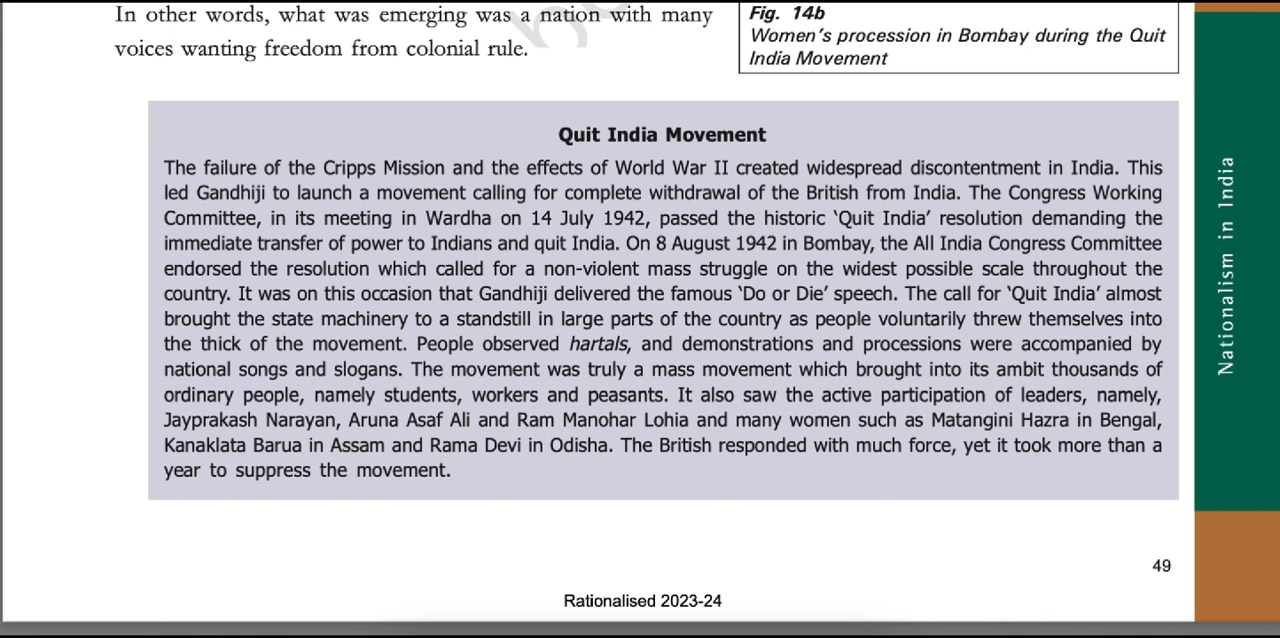 In other words, what was emerging was a nation with many
voices wanting freedom from colonial rule.
Fig. 14b
Women's procession in Bombay during the Quit
India Movement
Quit India Movement
The failure of the Cripps Mission and the effects of World War II created widespread discontentment in India. This
led Gandhiji to launch a movement calling for complete withdrawal of the British from India. The Congress Working
Committee, in its meeting in Wardha on 14 July 1942, passed the historic ‘Quit India’ resolution demanding the
immediate transfer of power to Indians and quit India. On 8 August 1942 in Bombay, the All India Congress Committee
endorsed the resolution which called for a non-violent mass struggle on the widest possible scale throughout the
country. It was on this occasion that Gandhiji delivered the famous ‘Do or Die’ speech. The call for ‘Quit India’ almost
brought the state machinery to a standstill in large parts of the country as people voluntarily threw themselves into
the thick of the movement. People observed hartals, and demonstrations and processions were accompanied by
national songs and slogans. The movement was truly a mass movement which brought into its ambit thousands of
ordinary people, namely students, workers and peasants. It also saw the active participation of leaders, namely,
Jayprakash Narayan, Aruna Asaf Ali and Ram Manohar Lohia and many women such as Matangini Hazra in Bengal,
Kanaklata Barua in Assam and Rama Devi in Odisha. The British responded with much force, yet it took more than a
year to suppress the movement.
Nationalism in India
49
Rationalised 2023-24